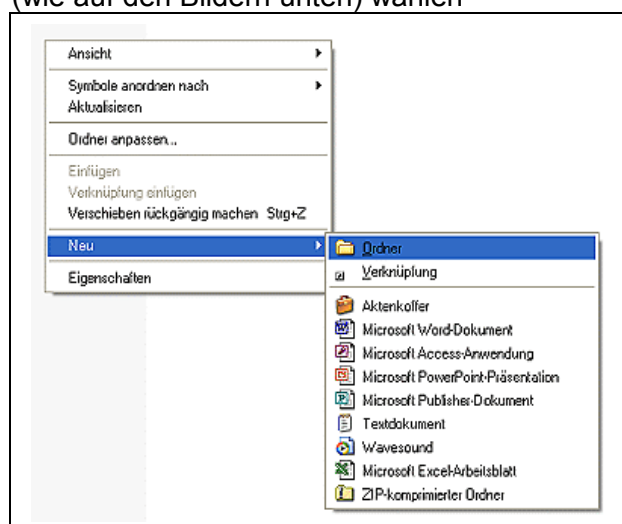 (wie auf den Bildern unten) wählen
Ansicht
Symbole anordnen nach
Aktualisieren
Ordner anpassen...
Einfügen
Verknüpfung einfügen
Verschieben rückgängig machen Strg+Z
Neu
Eigenschaften
Ordner
Verknüpfung
Aktenkoffer
Microsoft Word-Dokument
Microsoft Access-Anwendung
Microsoft PowerPoint-Präsentation
Microsoft Publisher-Dokument
Textdokument
Wavesound
Microsoft Excel-Arbeitsblatt
ZIP-komprimierter Ordner